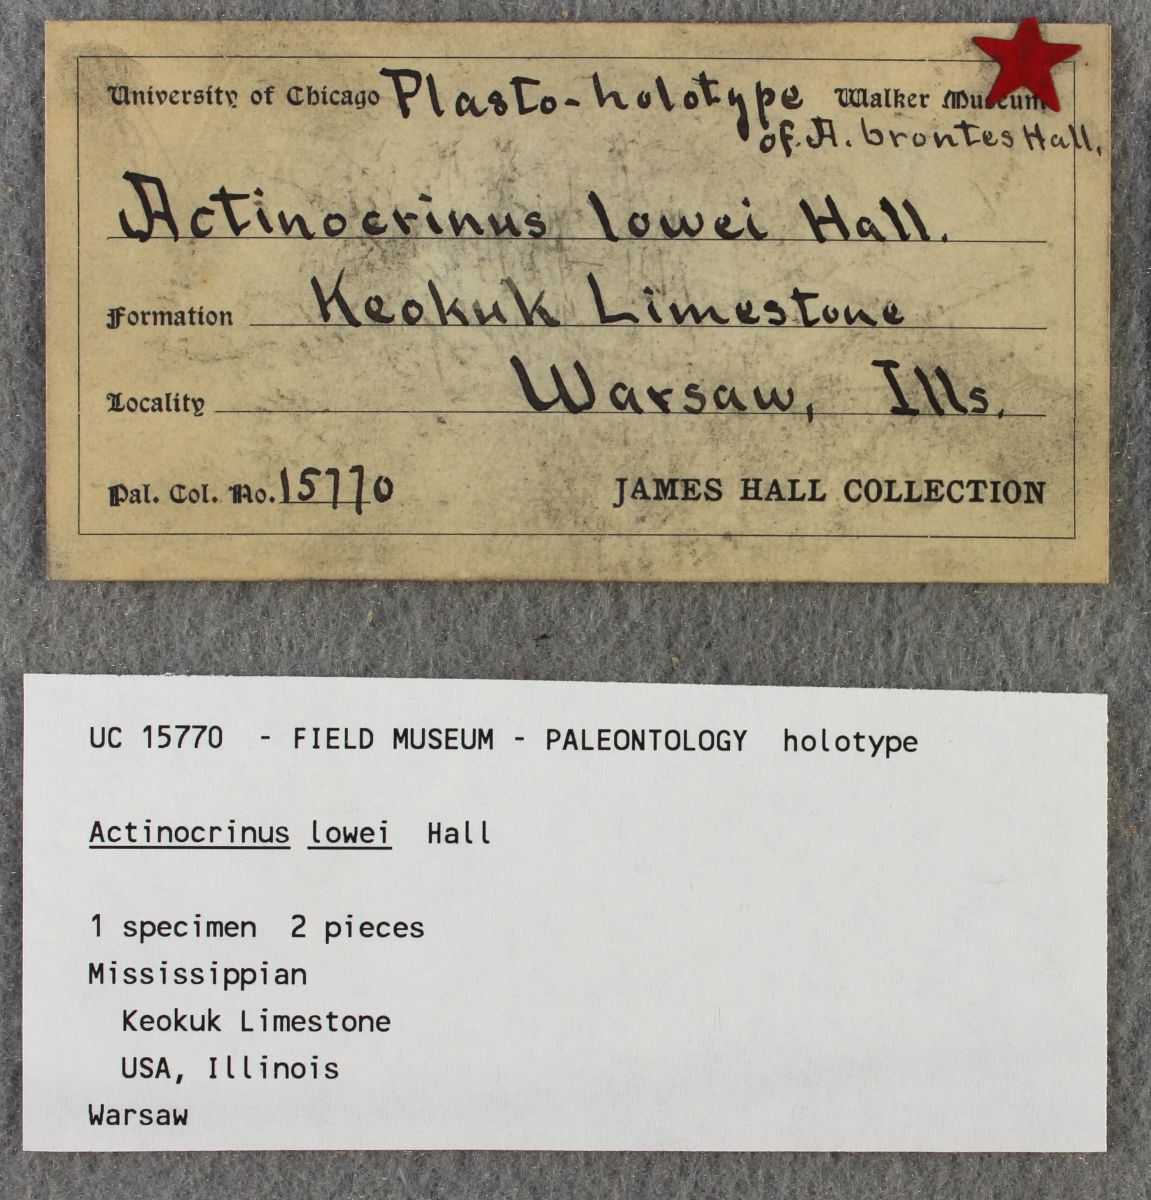 University of Chicago Plasto-holotype Walker Museum
of A. brontes Hall.
Actinocrinus lowei Hall.
Formation Keokuk Limestone
Locality Warsaw, Ills.
Pal. Col. No. 15770 JAMES HALL COLLECTION
UC 15770 - FIELD MUSEUM - PALEONTOLOGY holotype
Actinocrinus lowei Hall
1 specimen 2 pieces
Mississippian
Keokuk Limestone
USA, Illinois
Warsaw